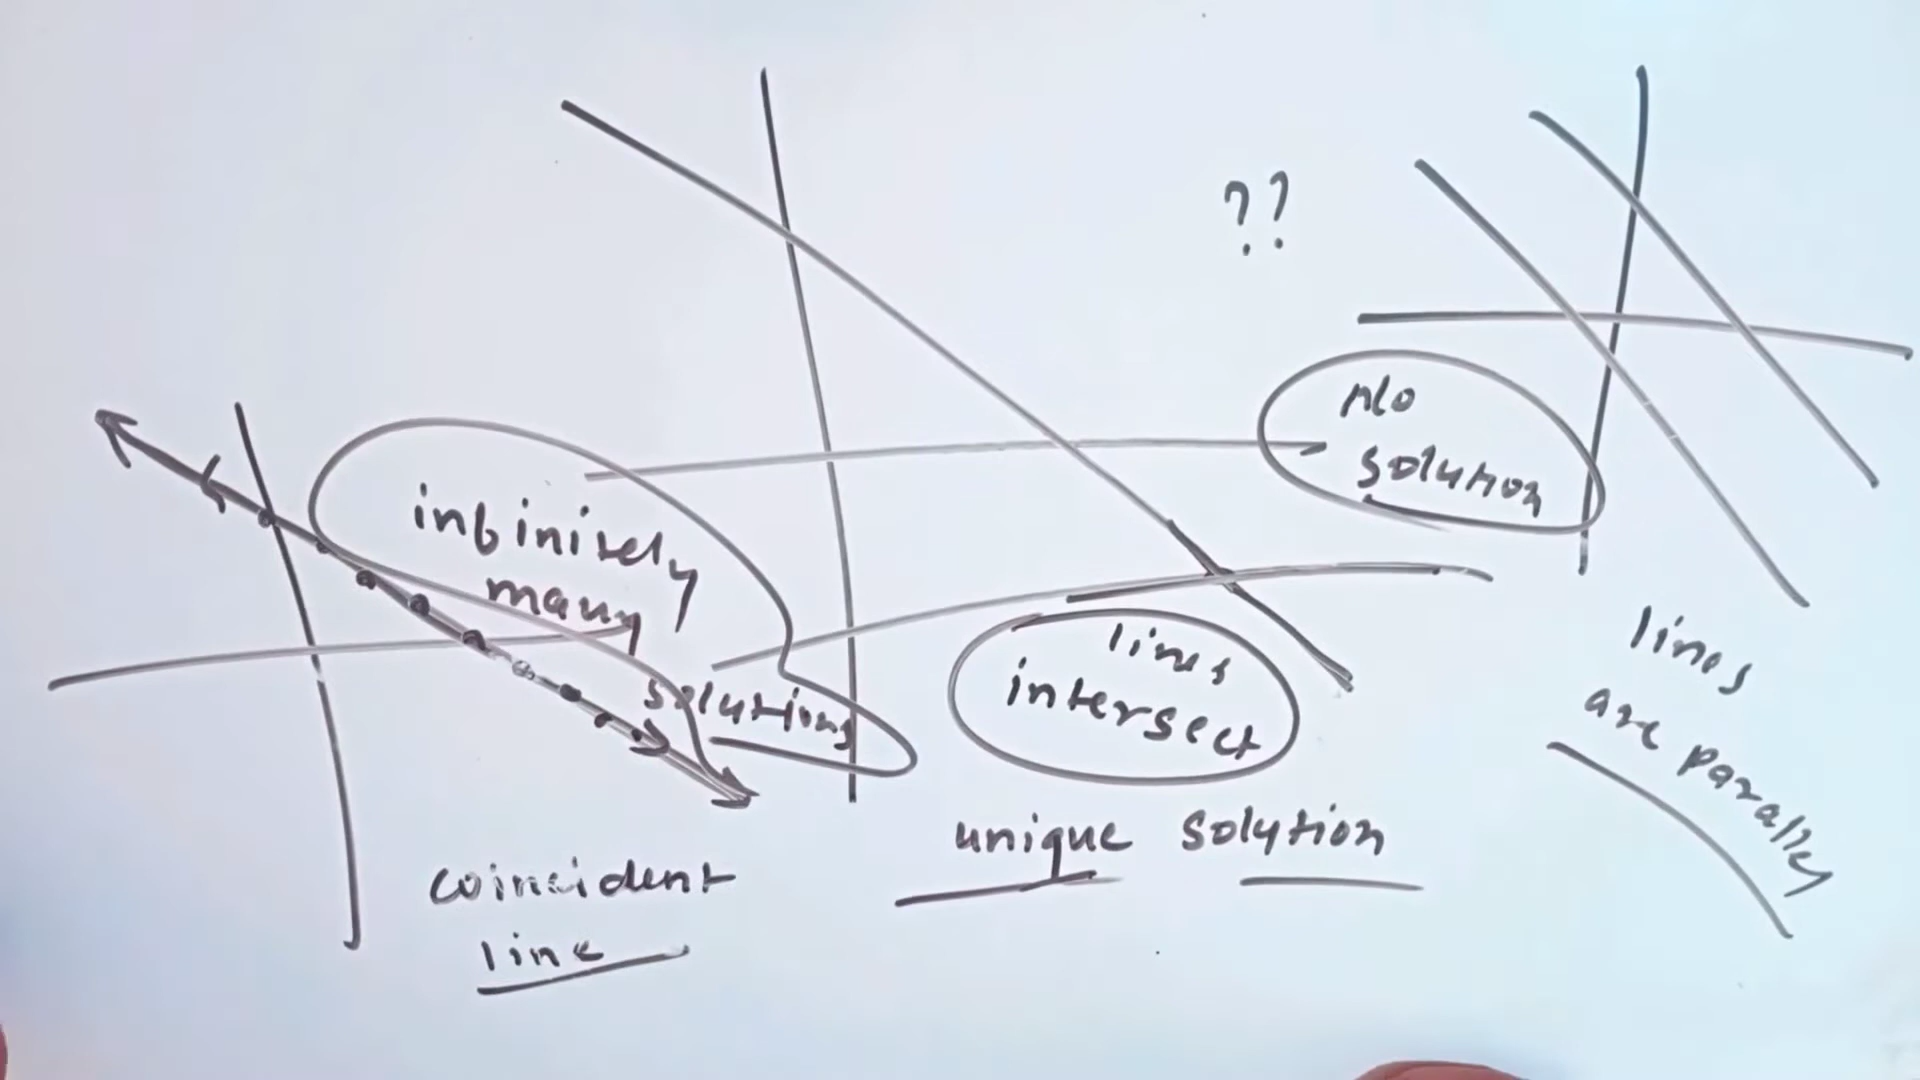 ??
no
solution
infinitely
many
solutions
lines
intersect
unique solution
lines
are parallel
coincident
line